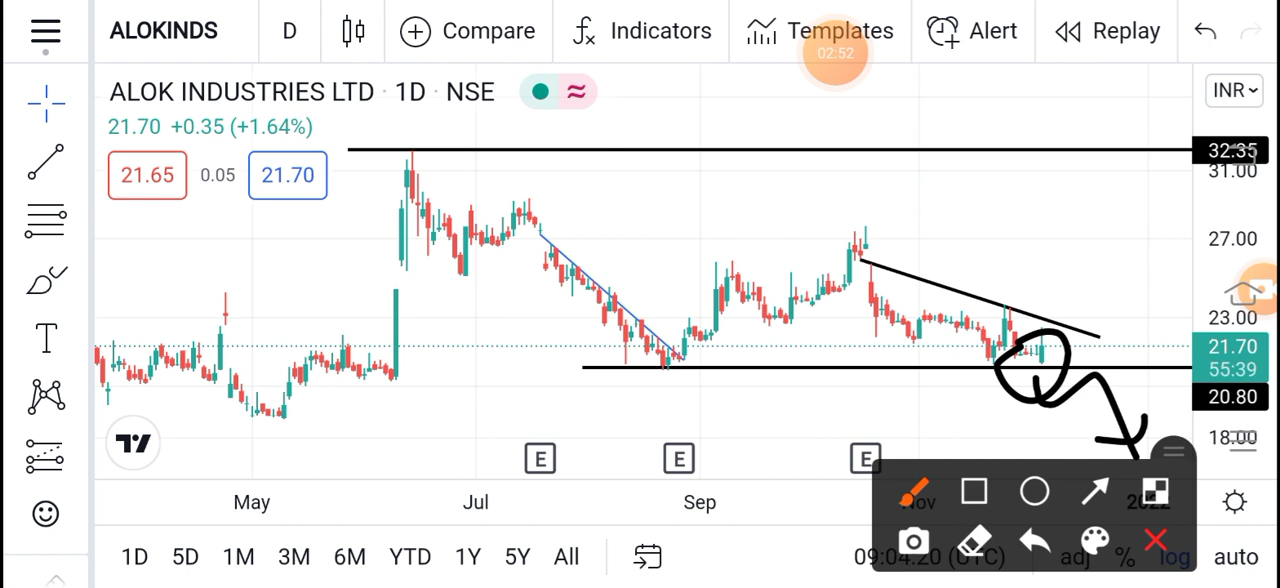 ALOKINDS D Compare Indicators Templates Alert Replay
02:52
ALOK INDUSTRIES LTD · 1D · NSE
INR
21.70 +0.35 (+1.64%)
21.65 0.05 21.70
32.35
31.00
27.00
23.00
21.70
55:39
20.80
18.00
E E E
May Jul Sep Nov 2022
1D 5D 1M 3M 6M YTD 1Y 5Y All 09:04:20 (UTC) adj % log auto